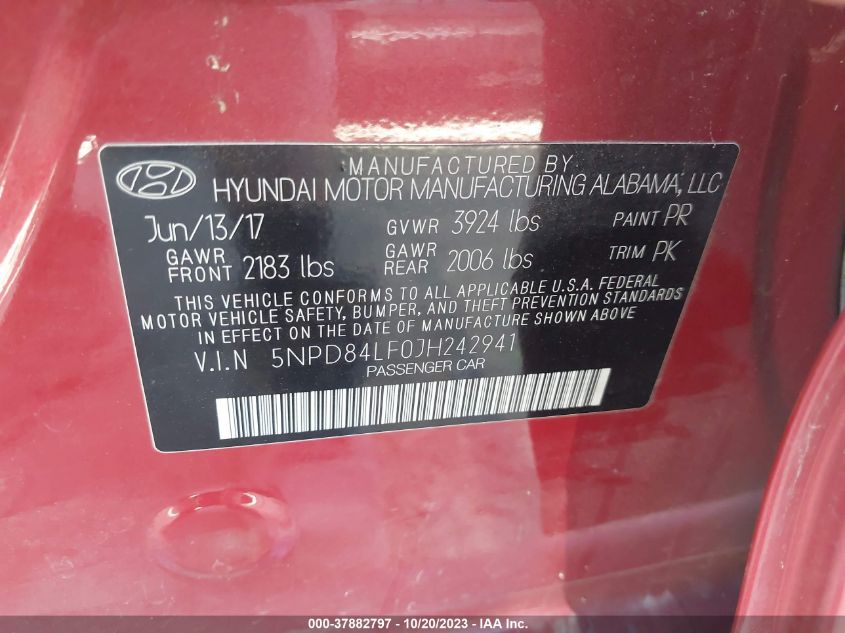 MANUFACTURED BY
HYUNDAI MOTOR MANUFACTURING ALABAMA, LLC
Jun/13/17 GVWR 3924 lbs PAINT PR
GAWR FRONT 2183 lbs GAWR REAR 2006 lbs TRIM PK
THIS VEHICLE CONFORMS TO ALL APPLICABLE U.S.A. FEDERAL
MOTOR VEHICLE SAFETY, BUMPER, AND THEFT PREVENTION STANDARDS
IN EFFECT ON THE DATE OF MANUFACTURE SHOWN ABOVE
V.I.N 5NPD84LF0JH242941
PASSENGER CAR
000-37882797 - 10/20/2023 - IAA Inc.